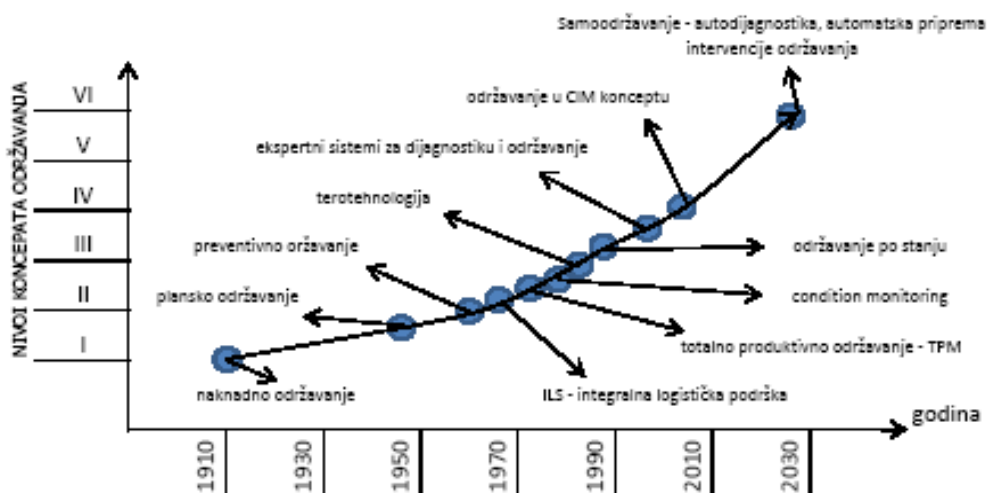 Samoodržavanje - autodijagnostika, automatska priprema
intervencije održavanja
NIVOI KONCEPATA ODRŽAVANJA
VI
održavanje u CIM konceptu
V
ekspertni sistemi za dijagnostiku i održavanje
IV
terotehnologija
III
preventivno oržavanje
održavanje po stanju
II
plansko održavanje
condition monitoring
I
totalno produktivno održavanje - TPM
naknadno održavanje
ILS - integralna logistička podrška
godina
1910
1930
1950
1970
1990
2010
2030